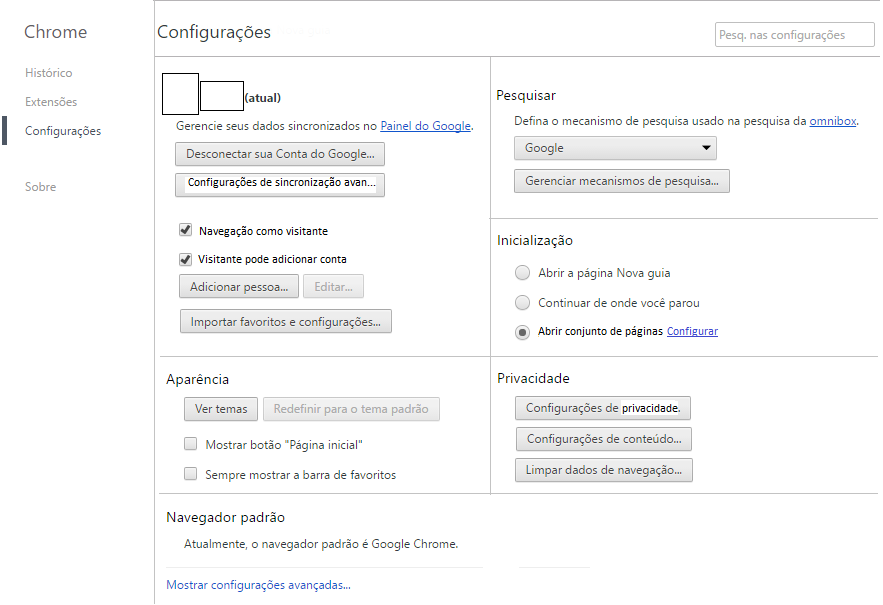 Chrome
Histórico
Extensões
Configurações
Sobre
Configurações
Pesq. nas configurações
(atual)
Gerencie seus dados sincronizados no Painel do Google.
Desconectar sua Conta do Google...
Configurações de sincronização avan...
Navegação como visitante
Visitante pode adicionar conta
Adicionar pessoa...
Editar...
Importar favoritos e configurações...
Pesquisar
Defina o mecanismo de pesquisa usado na pesquisa da omnibox.
Google
Gerenciar mecanismos de pesquisa...
Inicialização
Abrir a página Nova guia
Continuar de onde você parou
Abrir conjunto de páginas Configurar
Aparência
Ver temas
Redefinir para o tema padrão
Mostrar botão "Página inicial"
Sempre mostrar a barra de favoritos
Privacidade
Configurações de privacidade.
Configurações de conteúdo...
Limpar dados de navegação...
Navegador padrão
Atualmente, o navegador padrão é Google Chrome.
Mostrar configurações avançadas...